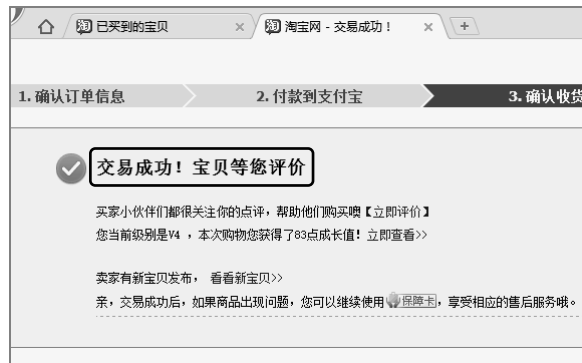 已买到的宝贝 × 淘宝网 - 交易成功！ × +
1. 确认订单信息 2. 付款到支付宝 3. 确认收货
交易成功！宝贝等您评价
买家小伙伴们都很关注你的点评，帮助他们购买噢【立即评价】
您当前级别是V4 ，本次购物您获得了83点成长值！立即查看>>
卖家有新宝贝发布， 看看新宝贝>>
亲，交易成功后，如果商品出现问题，您可以继续使用 保障卡，享受相应的售后服务哦。